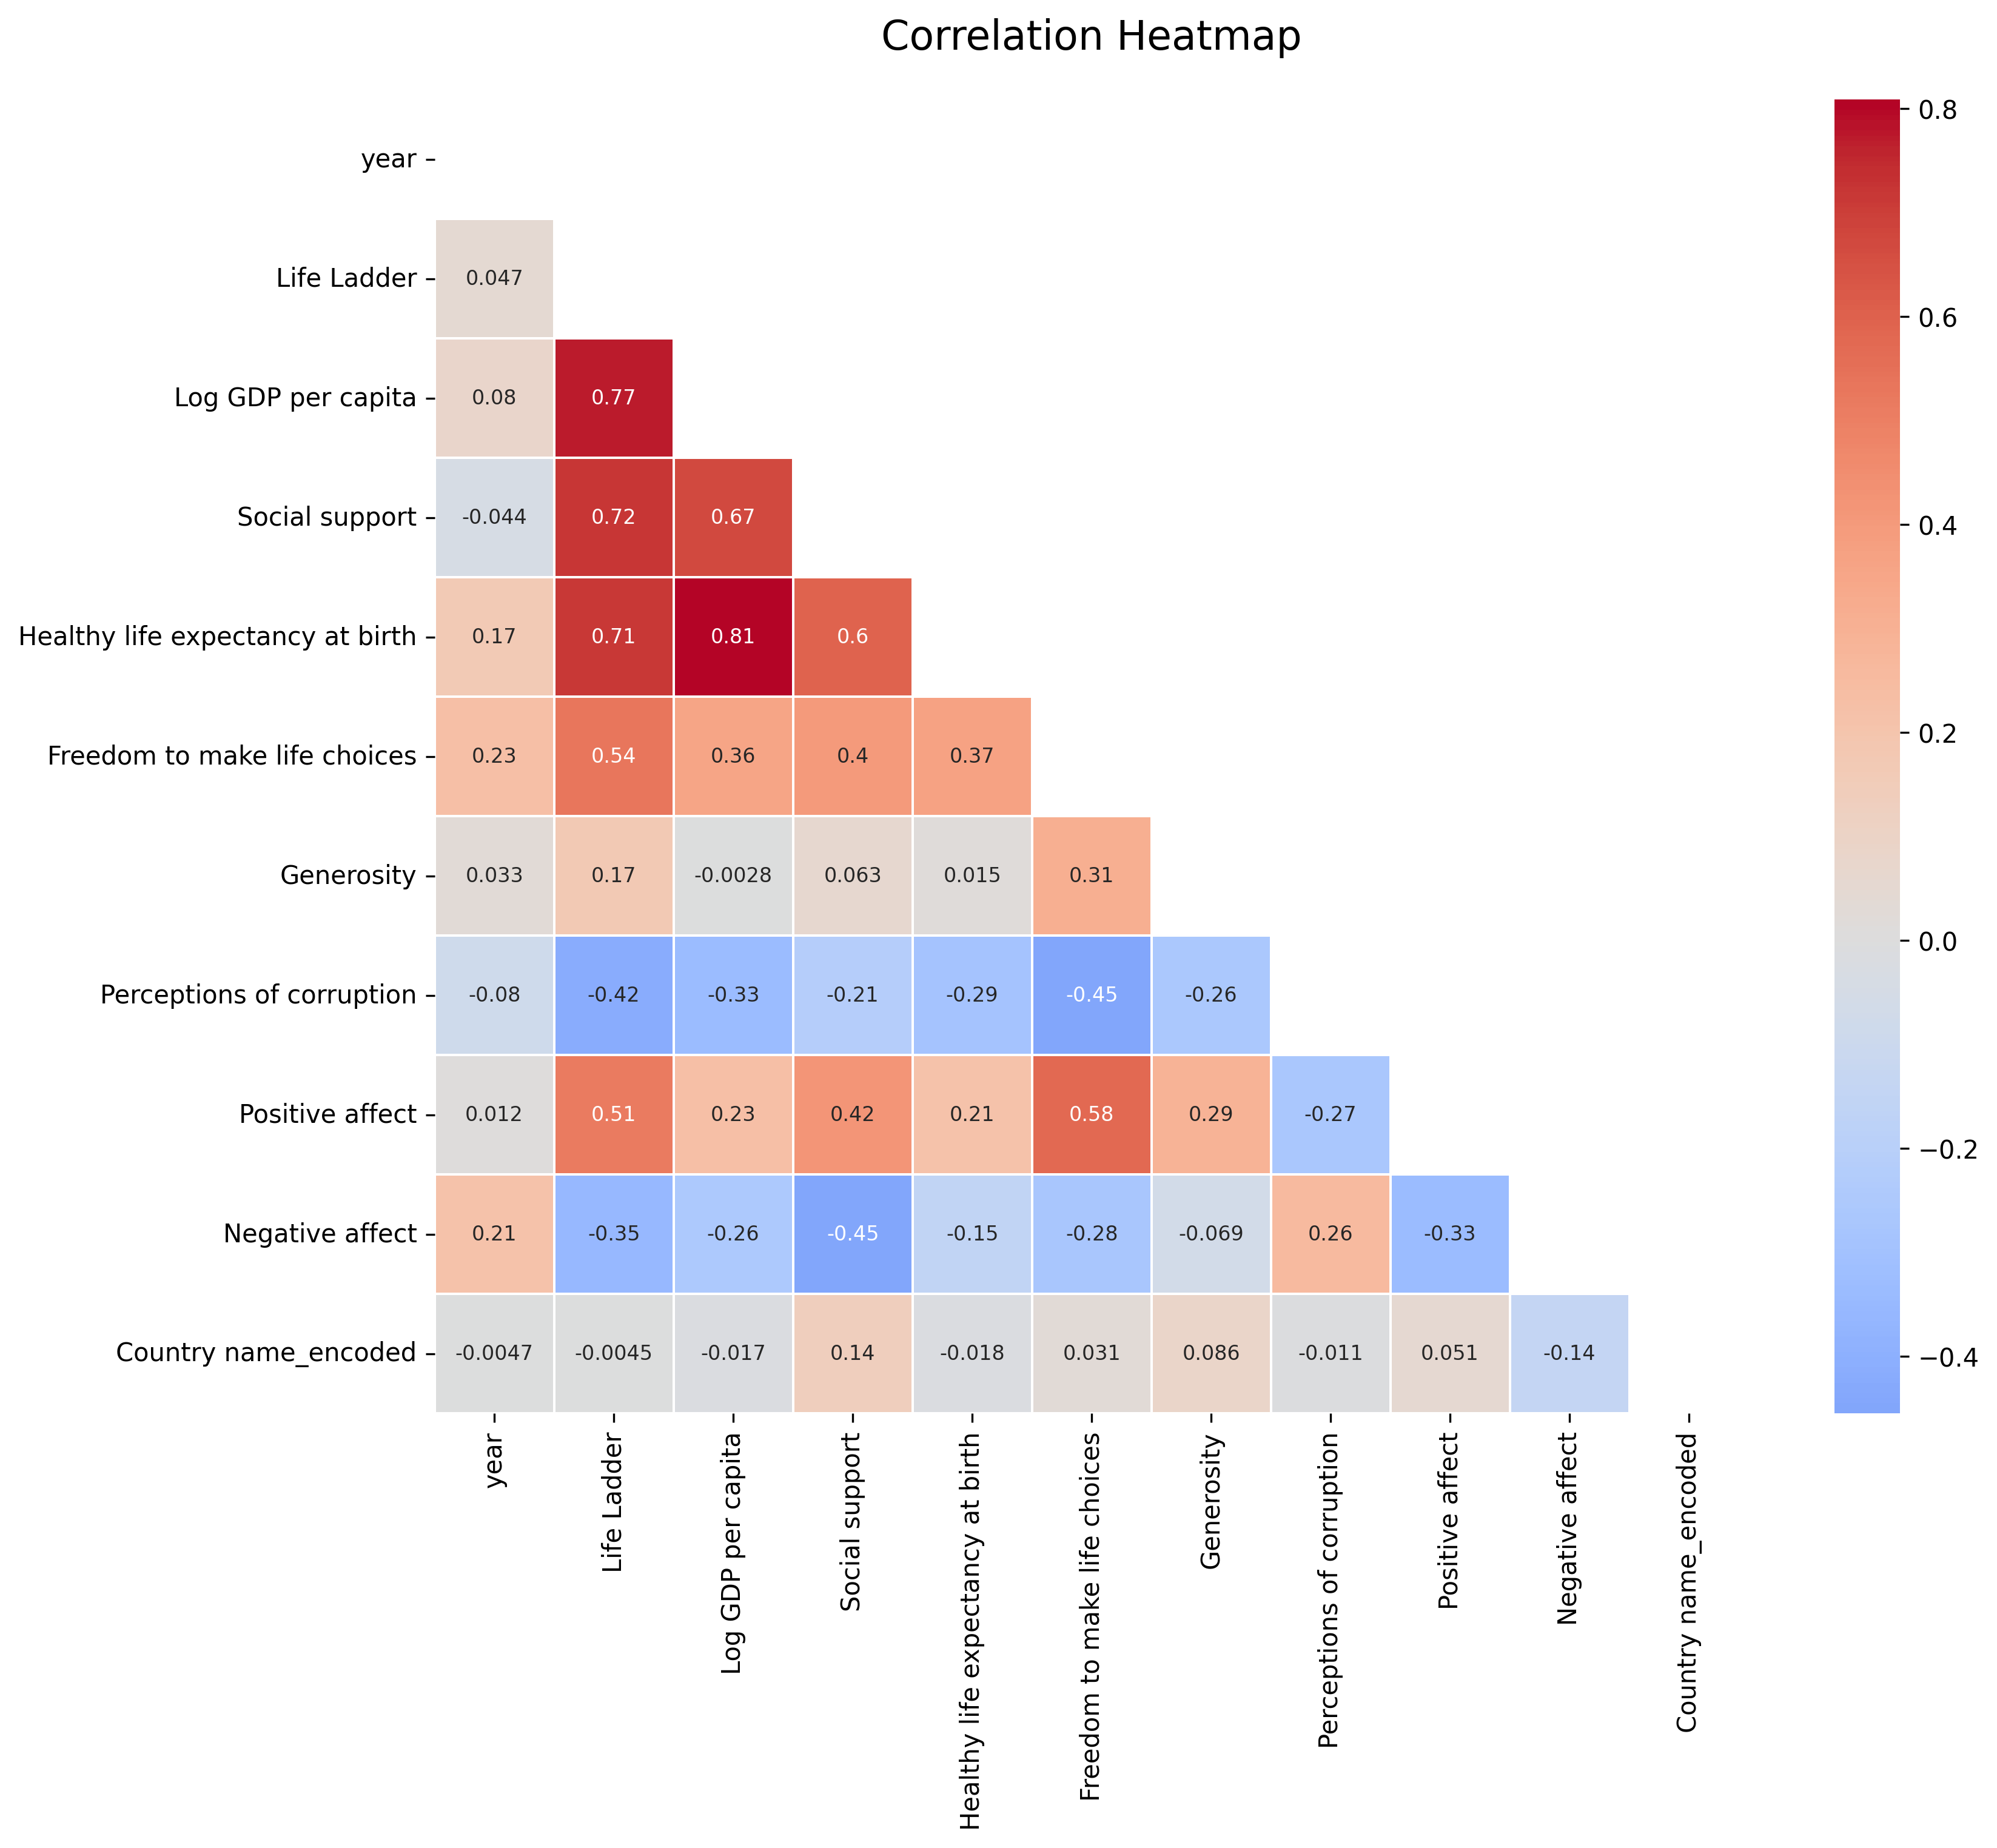 Correlation Heatmap
year
Life Ladder 0.047
Log GDP per capita 0.08 0.77
Social support -0.044 0.72 0.67
Healthy life expectancy at birth 0.17 0.71 0.81 0.6
Freedom to make life choices 0.23 0.54 0.36 0.4 0.37
Generosity 0.033 0.17 -0.0028 0.063 0.015 0.31
Perceptions of corruption -0.08 -0.42 -0.33 -0.21 -0.29 -0.45 -0.26
Positive affect 0.012 0.51 0.23 0.42 0.21 0.58 0.29 -0.27
Negative affect 0.21 -0.35 -0.26 -0.45 -0.15 -0.28 -0.069 0.26 -0.33
Country name_encoded -0.0047 -0.0045 -0.017 0.14 -0.018 0.031 0.086 -0.011 0.051 -0.14
year
Life Ladder
Log GDP per capita
Social support
Healthy life expectancy at birth
Freedom to make life choices
Generosity
Perceptions of corruption
Positive affect
Negative affect
Country name_encoded
0.8
0.6
0.4
0.2
0.0
−0.2
−0.4